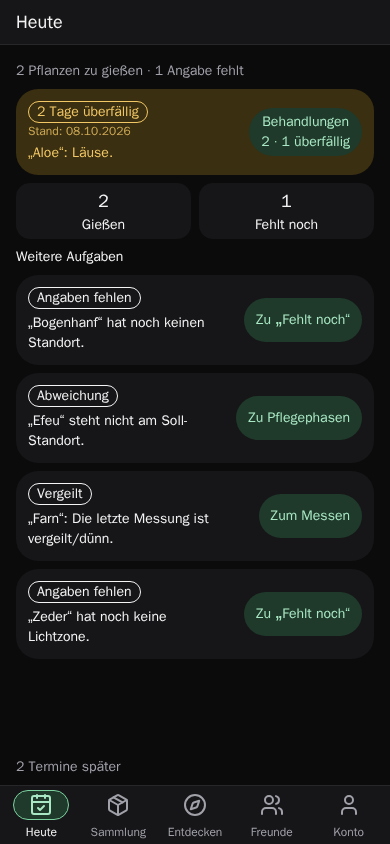 Heute
2 Pflanzen zu gießen · 1 Angabe fehlt
2 Tage überfällig
Stand: 08.10.2026
„Aloe“: Läuse.
Behandlungen
2 · 1 überfällig
2
Gießen
1
Fehlt noch
Weitere Aufgaben
Angaben fehlen
„Bogenhanf“ hat noch keinen
Standort.
Zu „Fehlt noch“
Abweichung
„Efeu“ steht nicht am Soll-
Standort.
Zu Pflegephasen
Vergeilt
„Farn“: Die letzte Messung ist
vergeilt/dünn.
Zum Messen
Angaben fehlen
„Zeder“ hat noch keine
Lichtzone.
Zu „Fehlt noch“
2 Termine später
Heute
Sammlung
Entdecken
Freunde
Konto